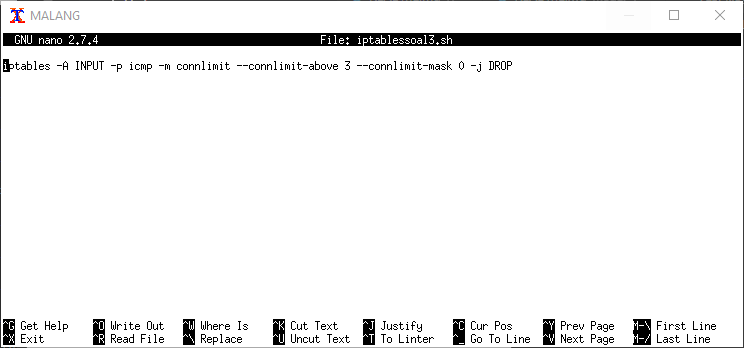 MALANG
GNU nano 2.7.4 File: iptablessoal3.sh
iptables -A INPUT -p icmp -m connlimit --connlimit-above 3 --connlimit-mask 0 -j DROP
^G Get Help ^O Write Out ^W Where Is ^K Cut Text ^J Justify ^C Cur Pos ^Y Prev Page M-\ First Line
^X Exit ^R Read File ^\ Replace ^U Uncut Text ^T To Linter ^_ Go To Line ^V Next Page M-/ Last Line